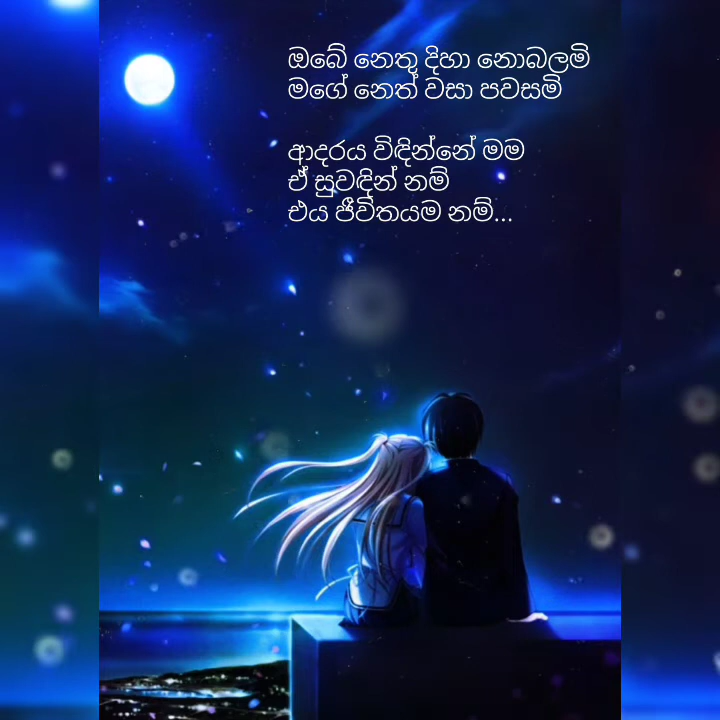 ඔබේ නෙතු දිහා නොබලමි
මගේ නෙත් වසා පවසමි
ආදරය විඳින්නේ මම
ඒ සුවඳින් නම්
එය ජීවිතයම නම්...